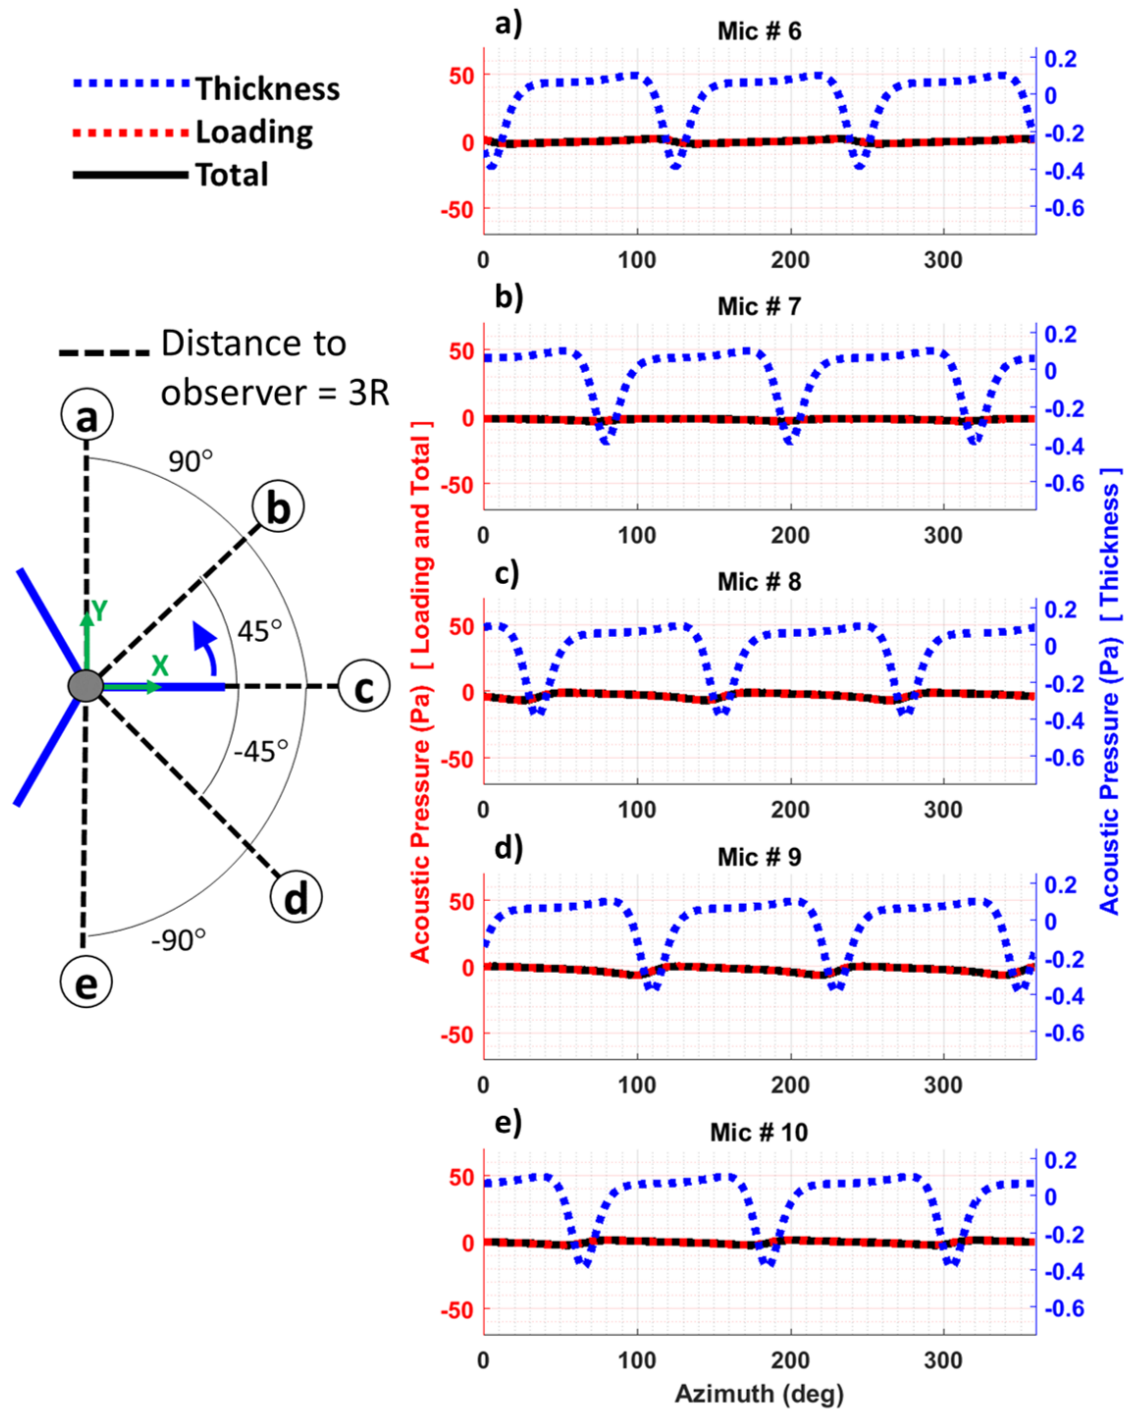 Thickness
Loading
Total
Distance to
observer = 3R
a
90°
b
45°
Y
X
c
-45°
d
-90°
e
Acoustic Pressure (Pa) [ Loading and Total ]
Acoustic Pressure (Pa) [ Thickness ]
a)
Mic # 6
50
0
-50
0.2
0
-0.2
-0.4
-0.6
0 100 200 300
b)
Mic # 7
50
0
-50
0.2
0
-0.2
-0.4
-0.6
0 100 200 300
c)
Mic # 8
50
0
-50
0.2
0
-0.2
-0.4
-0.6
0 100 200 300
d)
Mic # 9
50
0
-50
0.2
0
-0.2
-0.4
-0.6
0 100 200 300
e)
Mic # 10
50
0
-50
0.2
0
-0.2
-0.4
-0.6
0 100 200 300
Azimuth (deg)